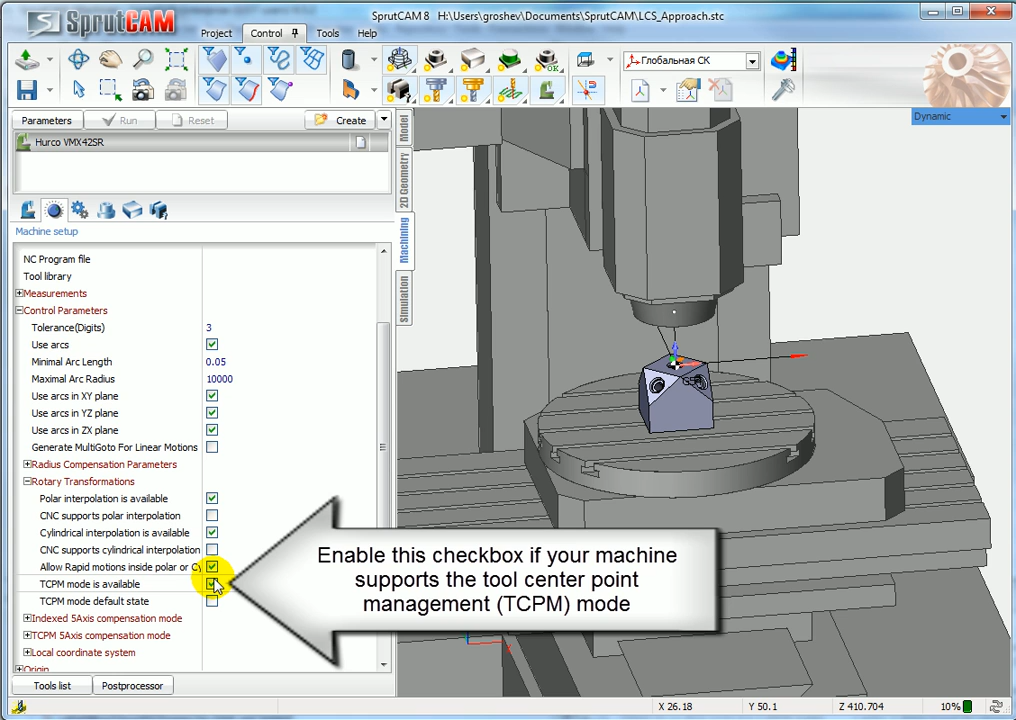 SprutCAM
SprutCAM 8 H:\Users\groshev\Documents\SprutCAM\LCS_Approach.stc
Project
Control
Tools
Help
OK
Глобальная СК
Parameters
Run
Reset
Create
Dynamic
Hurco VMX42SR
Model
2D Geometry
Machining
Simulation
Machine setup
NC Program file
Tool library
Measurements
Control Parameters
Tolerance(Digits) 3
Use arcs
Minimal Arc Length 0.05
Maximal Arc Radius 10000
Use arcs in XY plane
Use arcs in YZ plane
Use arcs in ZX plane
Generate MultiGoto For Linear Motions
Radius Compensation Parameters
Rotary Transformations
Polar interpolation is available
CNC supports polar interpolation
Cylindrical interpolation is available
CNC supports cylindrical interpolation
Allow Rapid motions inside polar or Cy
TCPM mode is available
TCPM mode default state
Indexed 5Axis compensation mode
TCPM 5Axis compensation mode
Local coordinate system
Origin
Enable this checkbox if your machine
supports the tool center point
management (TCPM) mode
Tools list
Postprocessor
X 26.18
Y 50.1
Z 410.704
10%